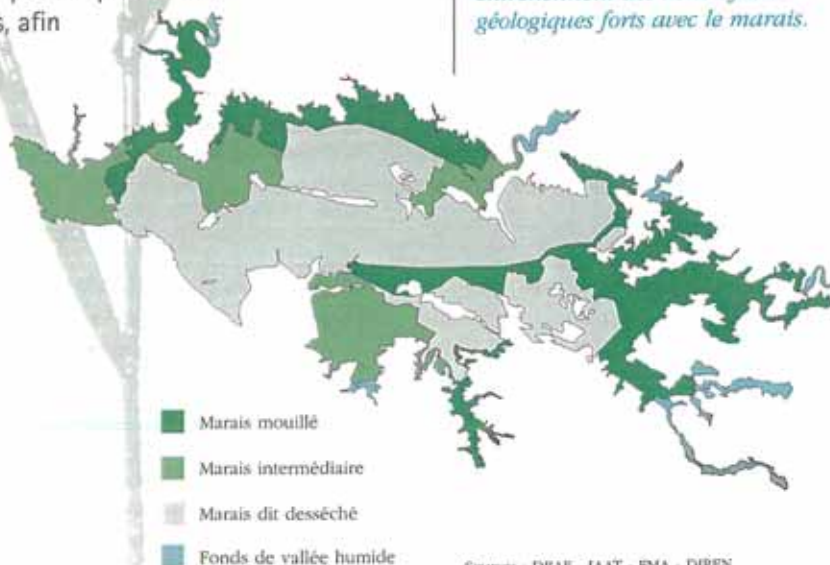 s, afin
géologiques forts avec le marais.
Marais mouillé
Marais intermédiaire
Marais dit desséché
Fonds de vallée humide